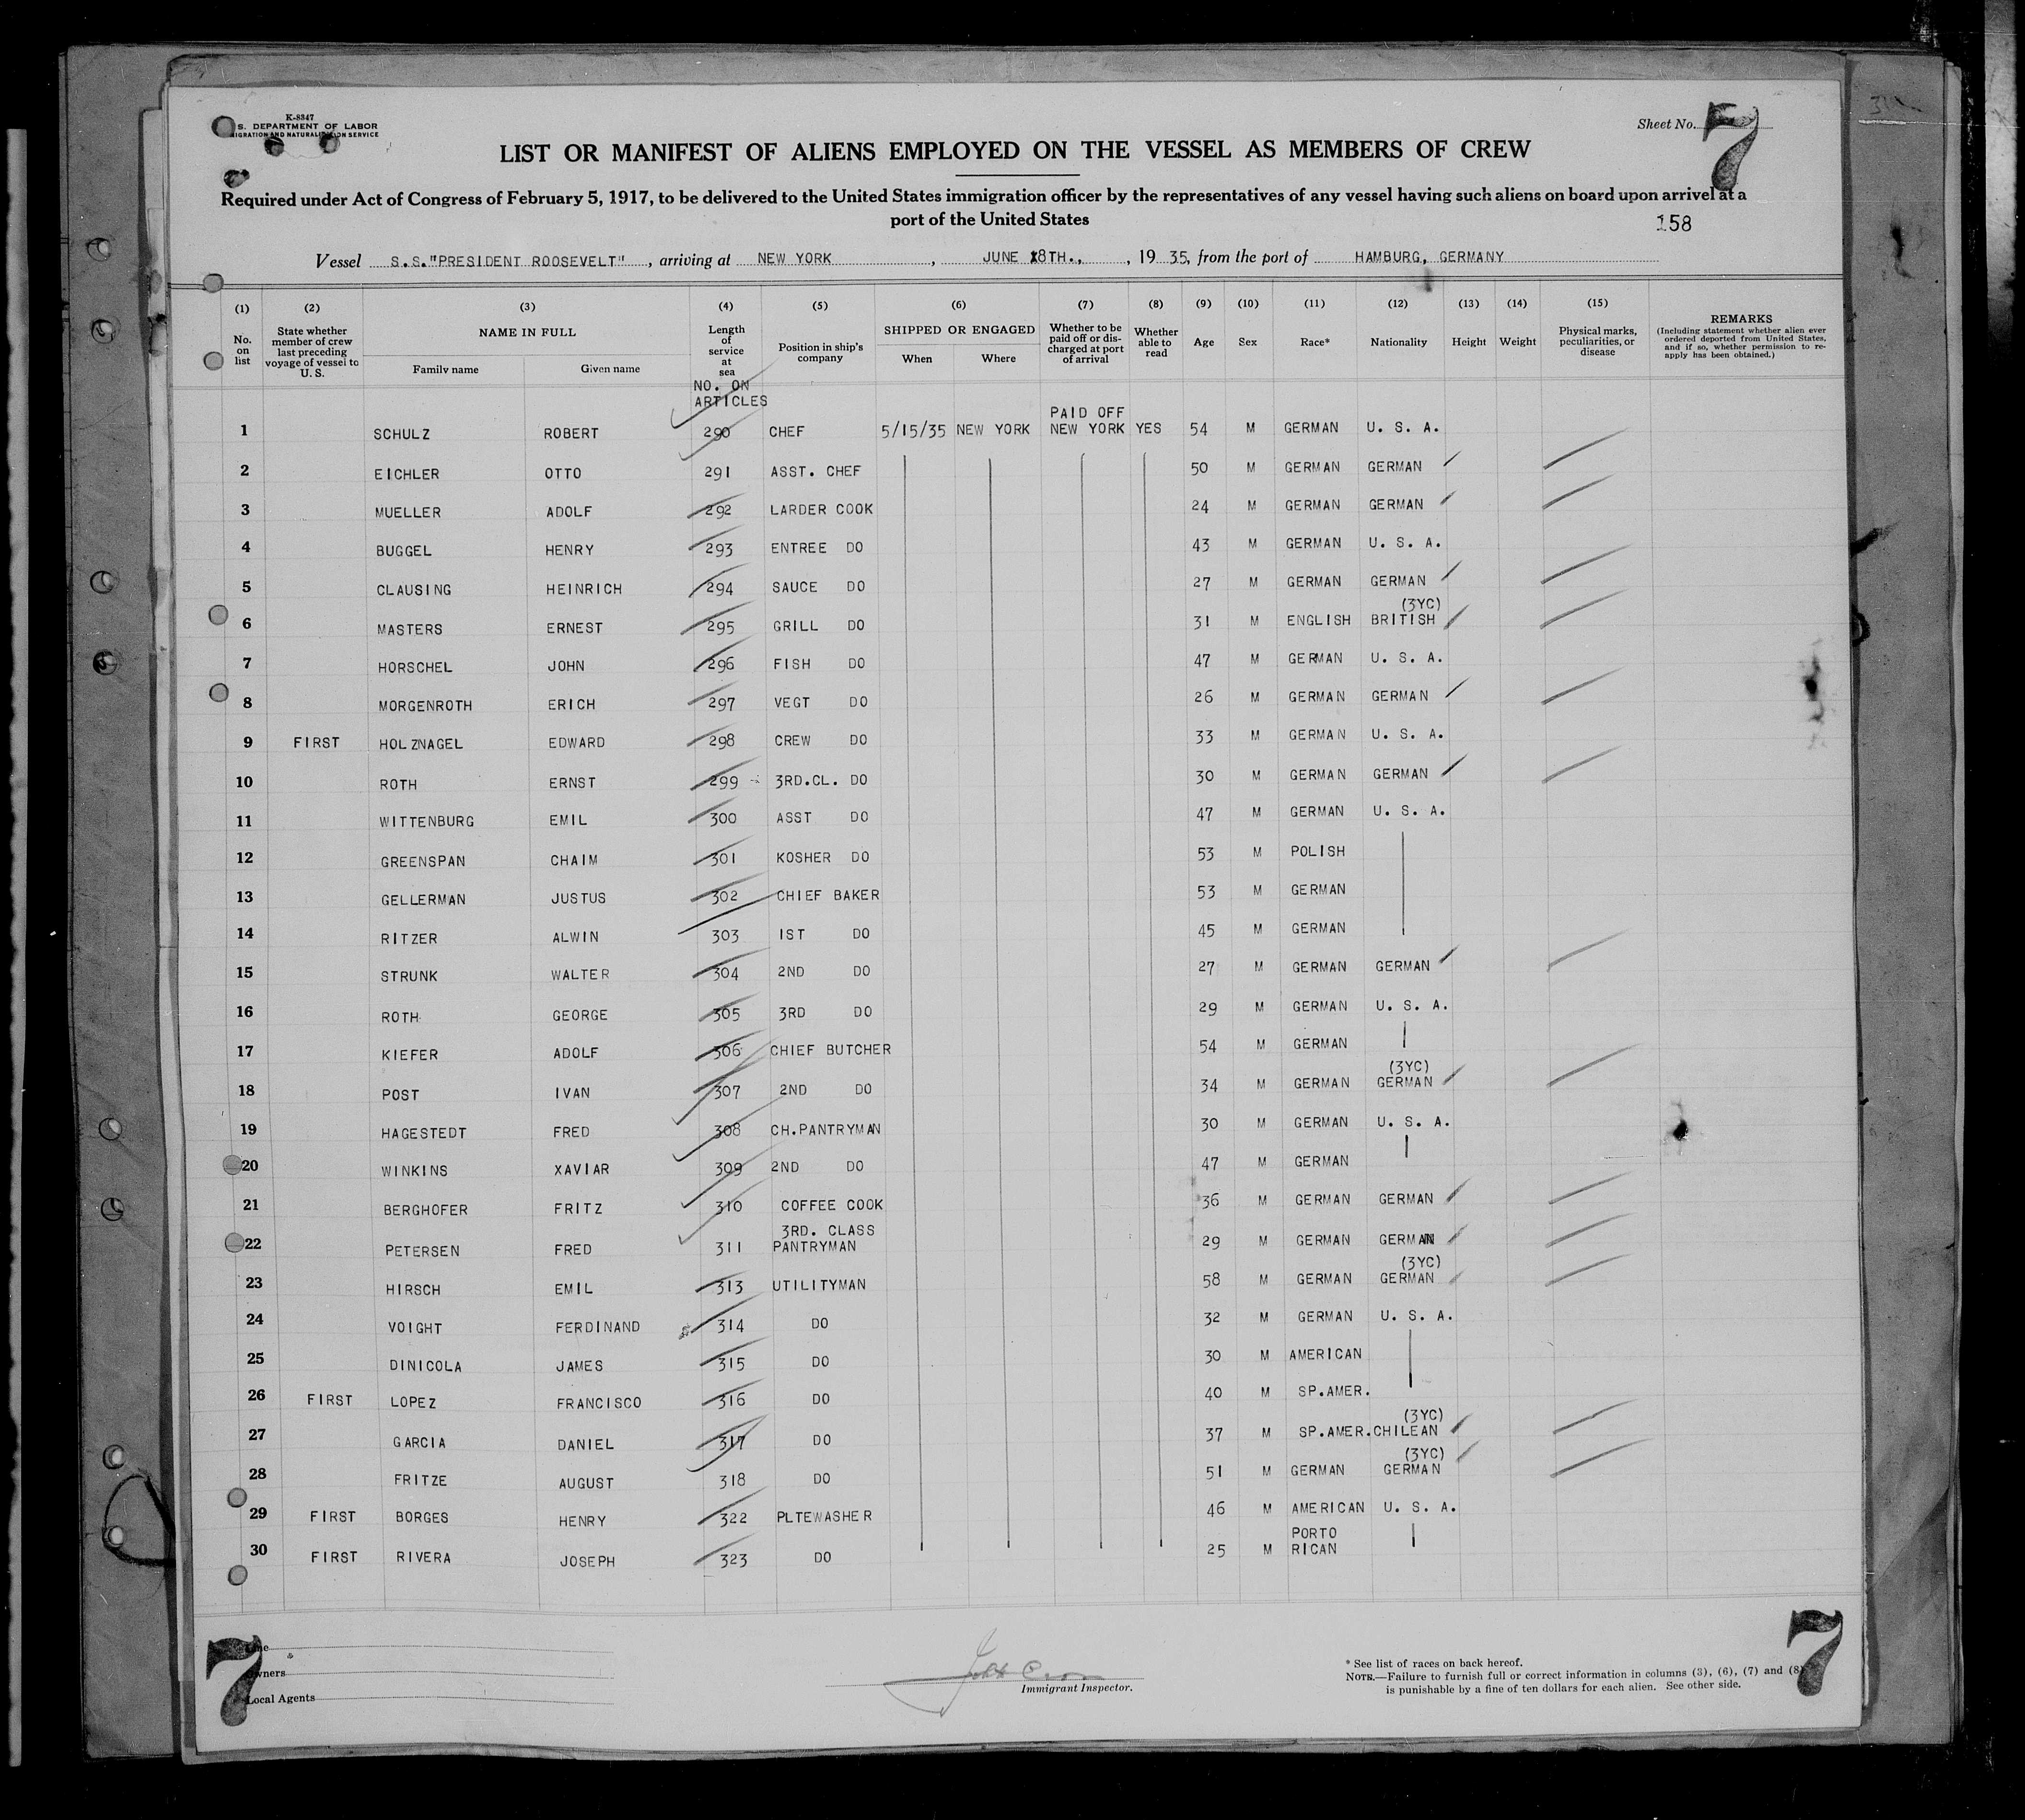 K-8347
S. DEPARTMENT OF LABOR
IGRATION AND NATURALIZATION SERVICE
Sheet No. 7
LIST OR MANIFEST OF ALIENS EMPLOYED ON THE VESSEL AS MEMBERS OF CREW
Required under Act of Congress of February 5, 1917, to be delivered to the United States immigration officer by the representatives of any vessel having such aliens on board upon arrival at a
port of the United States
158
Vessel S.S."PRESIDENT ROOSEVELT", arriving at NEW YORK, JUNE 18TH., , 1935, from the port of HAMBURG, GERMANY
(1) (2) (3) (4) (5) (6) (7) (8) (9) (10) (11) (12) (13) (14) (15)
No. on list
State whether member of crew last preceding voyage of vessel to U. S.
NAME IN FULL
Family name
Given name
Length of service at sea
Position in ship's company
SHIPPED OR ENGAGED
When
Where
Whether to be paid off or discharged at port of arrival
Whether able to read
Age
Sex
Race*
Nationality
Height
Weight
Physical marks, peculiarities, or disease
REMARKS
(Including statement whether alien ever ordered deported from United States, and if so, whether permission to reapply has been obtained.)
NO. ON
ARTICLES
PAID OFF
1 SCHULZ ROBERT 290 CHEF 5/15/35 NEW YORK NEW YORK YES 54 M GERMAN U. S. A.
2 EICHLER OTTO 291 ASST. CHEF 50 M GERMAN GERMAN
3 MUELLER ADOLF 292 LARDER COOK 24 M GERMAN GERMAN
4 BUGGEL HENRY 293 ENTREE DO 43 M GERMAN U. S. A.
5 CLAUSING HEINRICH 294 SAUCE DO 27 M GERMAN GERMAN
(3YC)
6 MASTERS ERNEST 295 GRILL DO 31 M ENGLISH BRITISH
7 HORSCHEL JOHN 296 FISH DO 47 M GERMAN U. S. A.
8 MORGENROTH ERICH 297 VEGT DO 26 M GERMAN GERMAN
9 FIRST HOLZNAGEL EDWARD 298 CREW DO 33 M GERMAN U. S. A.
10 ROTH ERNST 299 3RD.CL. DO 30 M GERMAN GERMAN
11 WITTENBURG EMIL 300 ASST DO 47 M GERMAN U. S. A.
12 GREENSPAN CHAIM 301 KOSHER DO 53 M POLISH
13 GELLERMAN JUSTUS 302 CHIEF BAKER 53 M GERMAN
14 RITZER ALWIN 303 IST DO 45 M GERMAN
15 STRUNK WALTER 304 2ND DO 27 M GERMAN GERMAN
16 ROTH GEORGE 305 3RD DO 29 M GERMAN U. S. A.
17 KIEFER ADOLF 306 CHIEF BUTCHER 54 M GERMAN
(3YC)
18 POST IVAN 307 2ND DO 34 M GERMAN GERMAN
19 HAGESTEDT FRED 308 CH.PANTRYMAN 30 M GERMAN U. S. A.
20 WINKINS XAVIAR 309 2ND DO 47 M GERMAN
21 BERGHOFER FRITZ 310 COFFEE COOK 36 M GERMAN GERMAN
3RD. CLASS
22 PETERSEN FRED 311 PANTRYMAN 29 M GERMAN GERMAN
(3YC)
23 HIRSCH EMIL 313 UTILITYMAN 58 M GERMAN GERMAN
24 VOIGHT FERDINAND 314 DO 32 M GERMAN U. S. A.
25 DINICOLA JAMES 315 DO 30 M AMERICAN
26 FIRST LOPEZ FRANCISCO 316 DO 40 M SP.AMER.
(3YC)
27 GARCIA DANIEL 317 DO 37 M SP.AMER. CHILEAN
(3YC)
28 FRITZE AUGUST 318 DO 51 M GERMAN GERMAN
29 FIRST BORGES HENRY 322 PLTEWASHER 46 M AMERICAN U. S. A.
PORTO
30 FIRST RIVERA JOSEPH 323 DO 25 M RICAN
7
wners
Local Agents
Immigrant Inspector.
* See list of races on back hereof.
NOTE.—Failure to furnish full or correct information in columns (3), (6), (7) and (8)
is punishable by a fine of ten dollars for each alien. See other side.
7